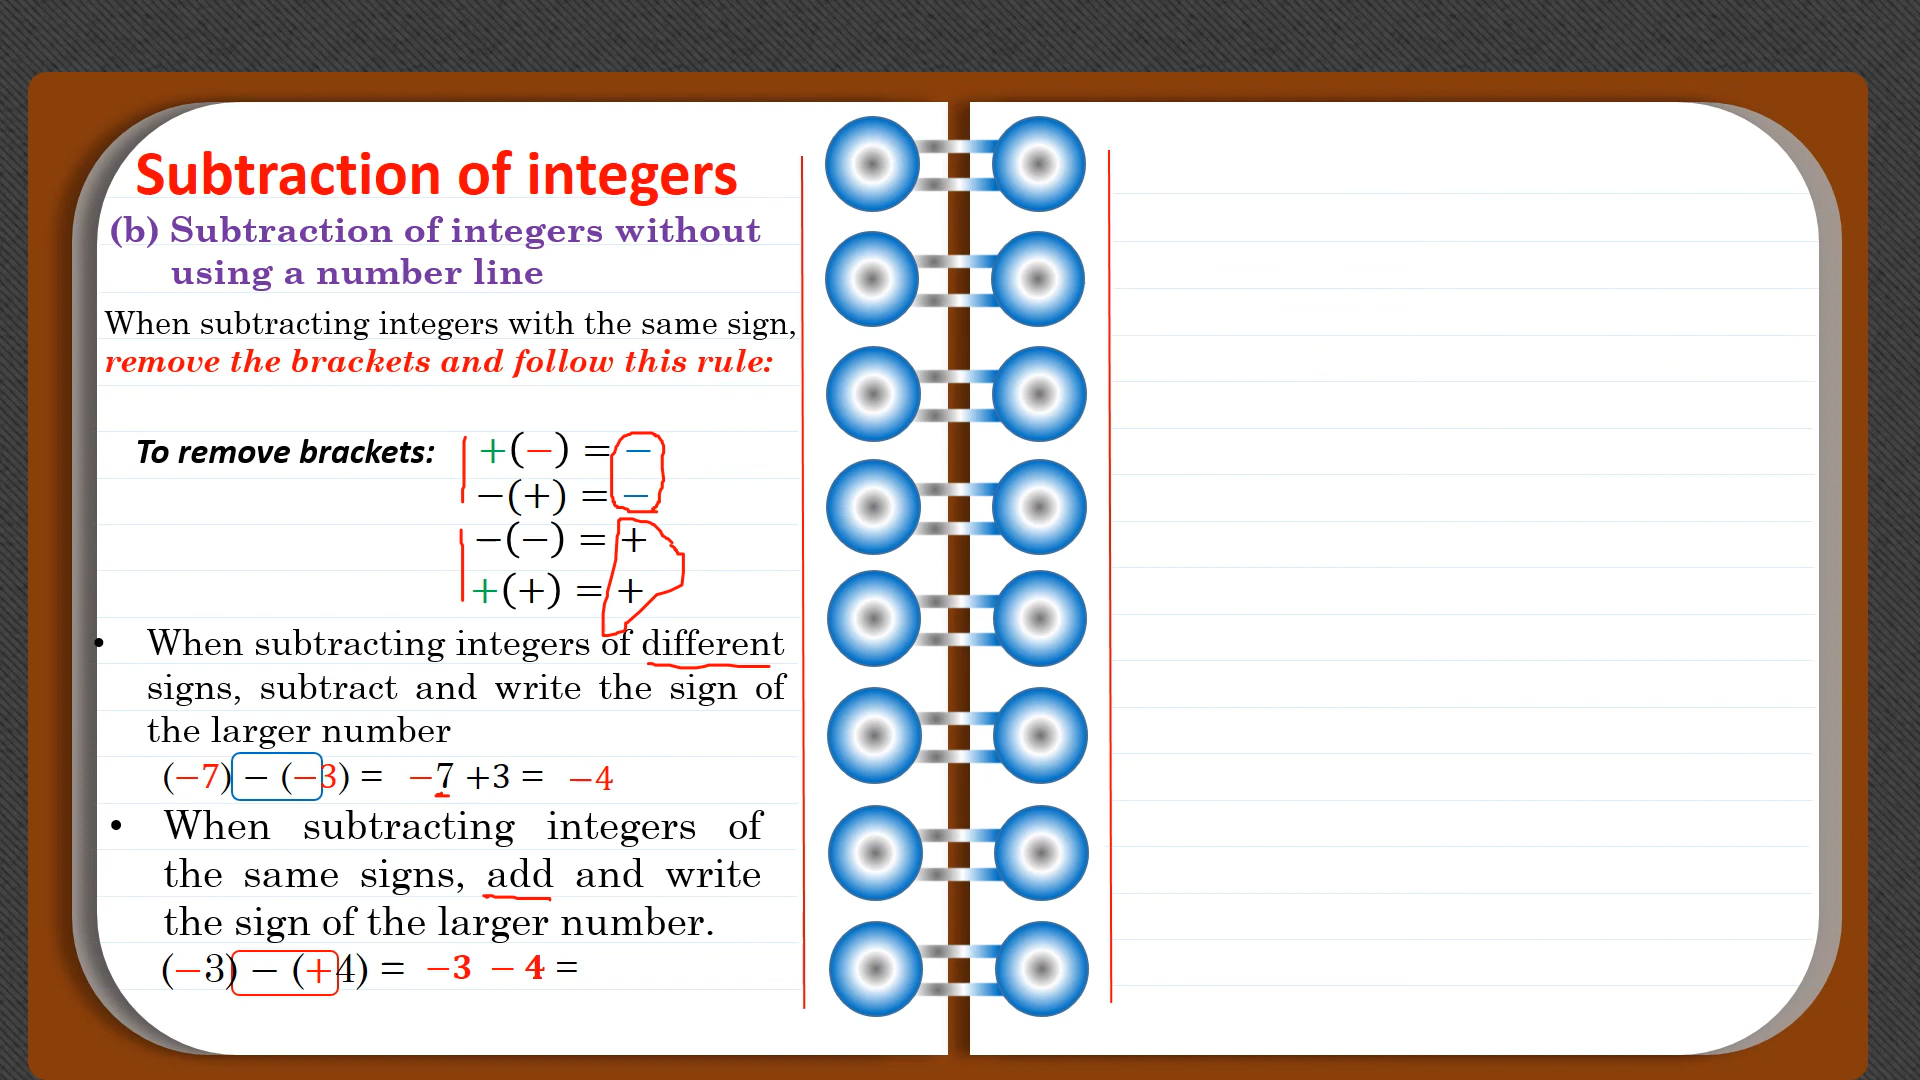 Subtraction of integers
(b) Subtraction of integers without
using a number line
When subtracting integers with the same sign,
remove the brackets and follow this rule:
To remove brackets: +(−) = −
−(+) = −
−(−) = +
+(+) = +
• When subtracting integers of different
signs, subtract and write the sign of
the larger number
(−7) − (−3) = −7 +3 = −4
• When subtracting integers of
the same signs, add and write
the sign of the larger number.
(−3) − (+4) = −3 − 4 =